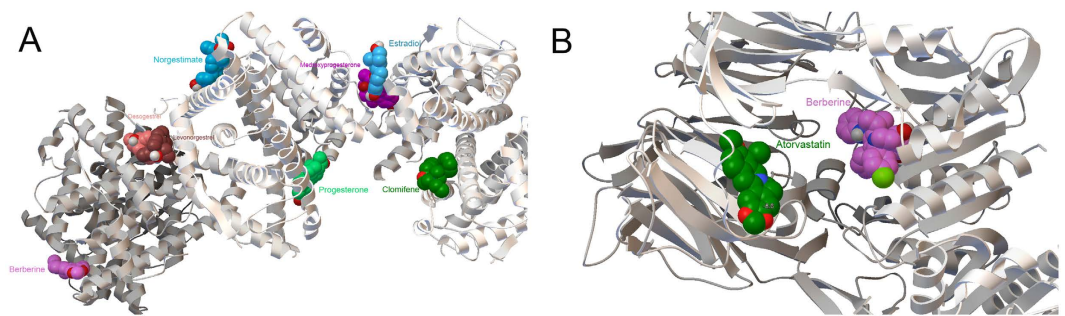 A
Norgestimate
Estradiol
Medroxyprogesterone
Desogestrel
Levonorgestrel
Progesterone
Clomifene
Berberine
B
Berberine
Atorvastatin